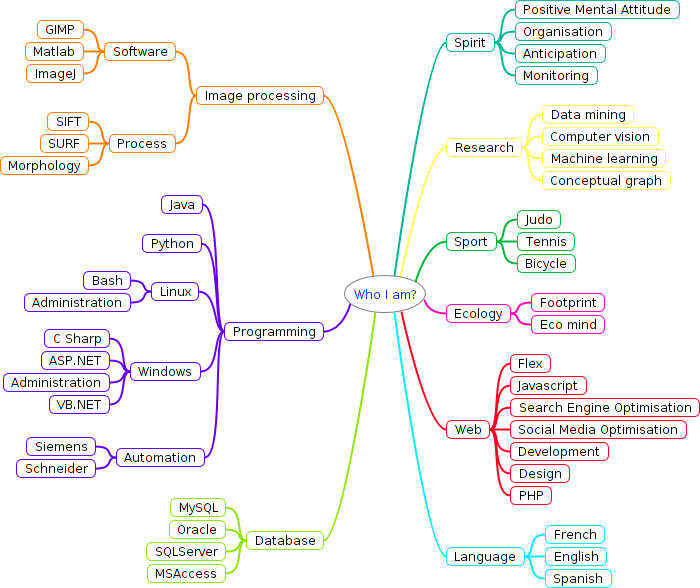 Who I am?
Image processing
Software
GIMP
Matlab
ImageJ
Process
SIFT
SURF
Morphology
Programming
Java
Python
Linux
Bash
Administration
Windows
C Sharp
ASP.NET
Administration
VB.NET
Automation
Siemens
Schneider
Database
MySQL
Oracle
SQLServer
MSAccess
Spirit
Positive Mental Attitude
Organisation
Anticipation
Monitoring
Research
Data mining
Computer vision
Machine learning
Conceptual graph
Sport
Judo
Tennis
Bicycle
Ecology
Footprint
Eco mind
Web
Flex
Javascript
Search Engine Optimisation
Social Media Optimisation
Development
Design
PHP
Language
French
English
Spanish